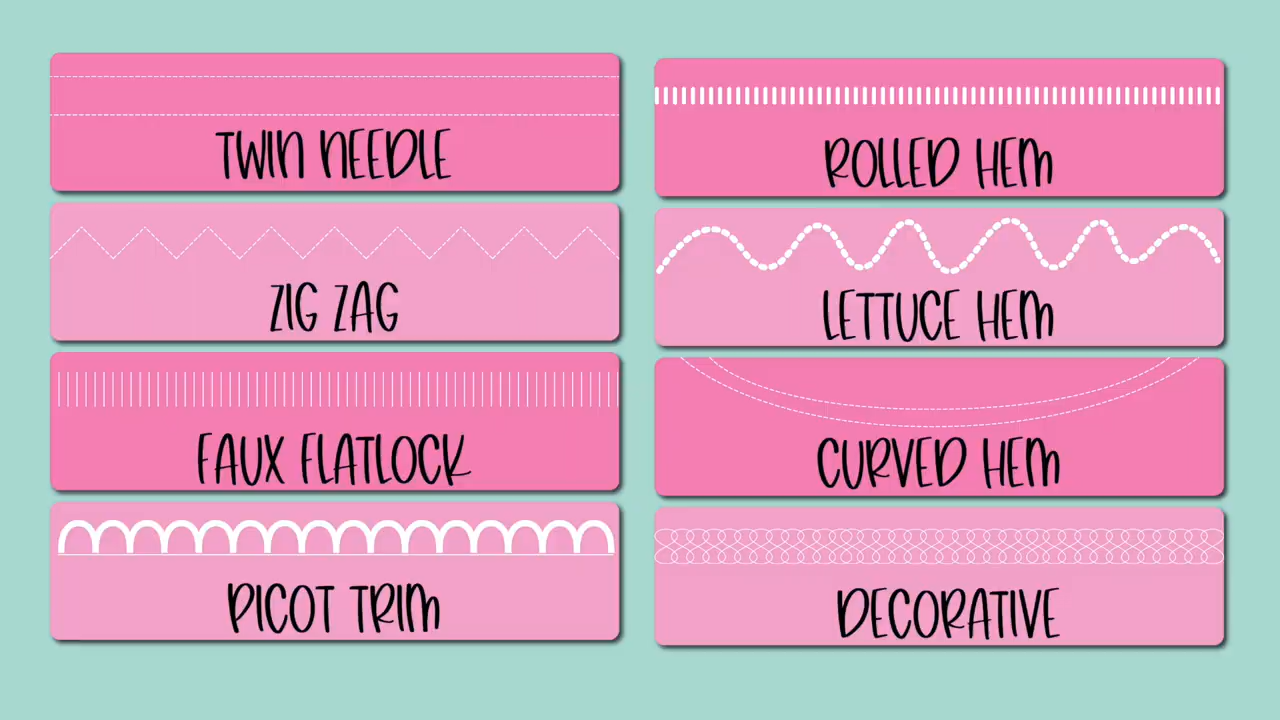 TWIN NEEDLE
ZIG ZAG
FAUX FLATLOCK
PICOT TRIM
ROLLED HEM
LETTUCE HEM
CURVED HEM
DECORATIVE